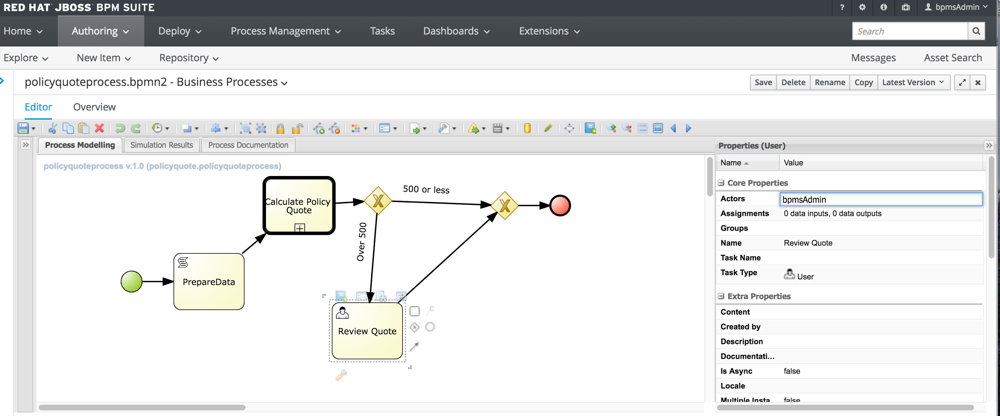 RED HAT JBOSS BPM SUITE
? bpmsAdmin
Home Authoring Deploy Process Management Tasks Dashboards Extensions Search
Explore New Item Repository Messages Asset Search
policyquoteprocess.bpmn2 - Business Processes
Save Delete Rename Copy Latest Version
Editor Overview
Process Modelling Simulation Results Process Documentation
Properties (User)
policyquoteprocess v.1.0 (policyquote.policyquoteprocess)
Calculate Policy
Quote
500 or less
Over 500
PrepareData
Review Quote
Name Value
Core Properties
Actors bpmsAdmin
Assignments 0 data inputs, 0 data outputs
Groups
Name Review Quote
Task Name
Task Type User
Extra Properties
Content
Created by
Description
Documentati...
Is Async false
Locale
Multiple Insta false